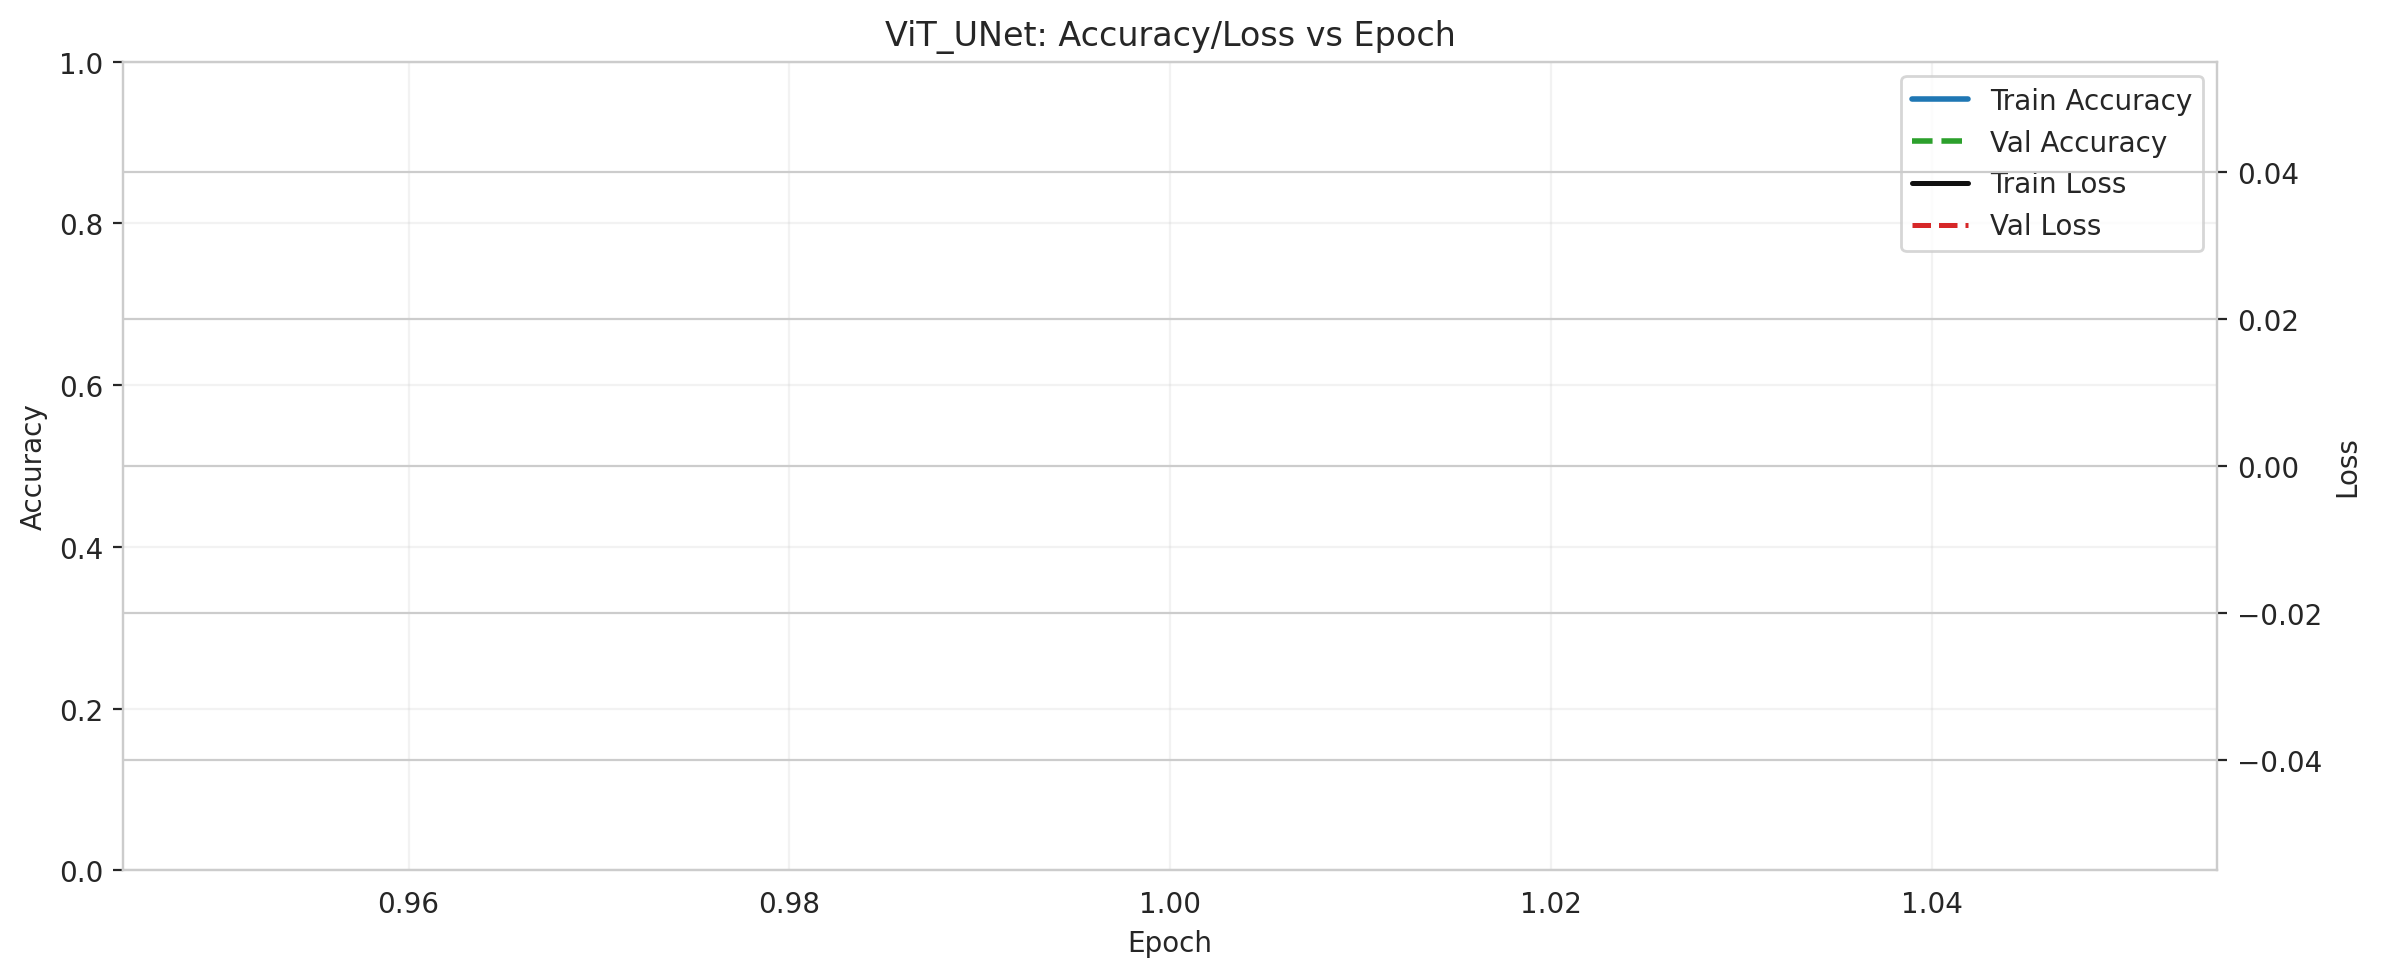 ViT_UNet: Accuracy/Loss vs Epoch
1.0
0.8
0.6
0.4
0.2
0.0
Accuracy
Train Accuracy
Val Accuracy
Train Loss
Val Loss
0.04
0.02
0.00
−0.02
−0.04
Loss
0.96 0.98 1.00 1.02 1.04
Epoch